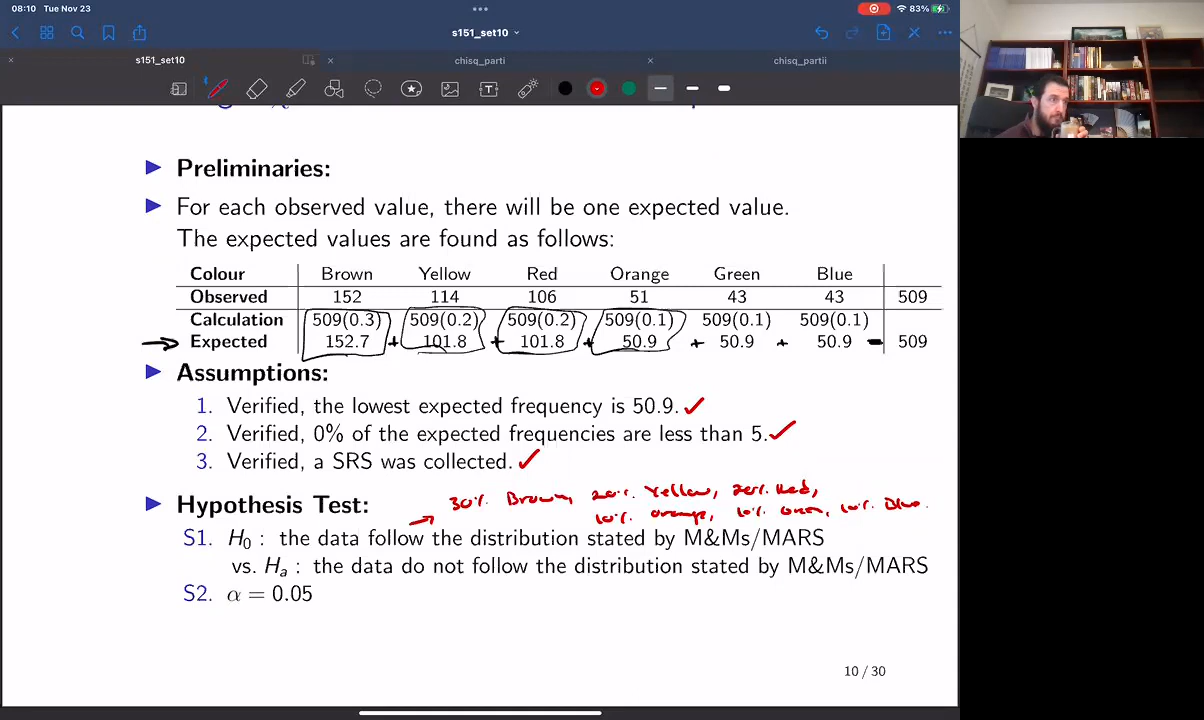 08:10 Tue Nov 23
83%
s151_set10
s151_set10 chisq_parti chisq_partii
Preliminaries:
For each observed value, there will be one expected value.
The expected values are found as follows:
Colour Brown Yellow Red Orange Green Blue
Observed 152 114 106 51 43 43 509
Calculation 509(0.3) 509(0.2) 509(0.2) 509(0.1) 509(0.1) 509(0.1)
Expected 152.7 + 101.8 + 101.8 + 50.9 + 50.9 + 50.9 = 509
Assumptions:
1. Verified, the lowest expected frequency is 50.9. ✓
2. Verified, 0% of the expected frequencies are less than 5. ✓
3. Verified, a SRS was collected. ✓
30% Brown, 20% Yellow, 20% Red,
Hypothesis Test:
10% orange, 10% Green, 10% Blue.
S1. H₀ : the data follow the distribution stated by M&Ms/MARS
vs. Hₐ : the data do not follow the distribution stated by M&Ms/MARS
S2. α = 0.05
10 / 30